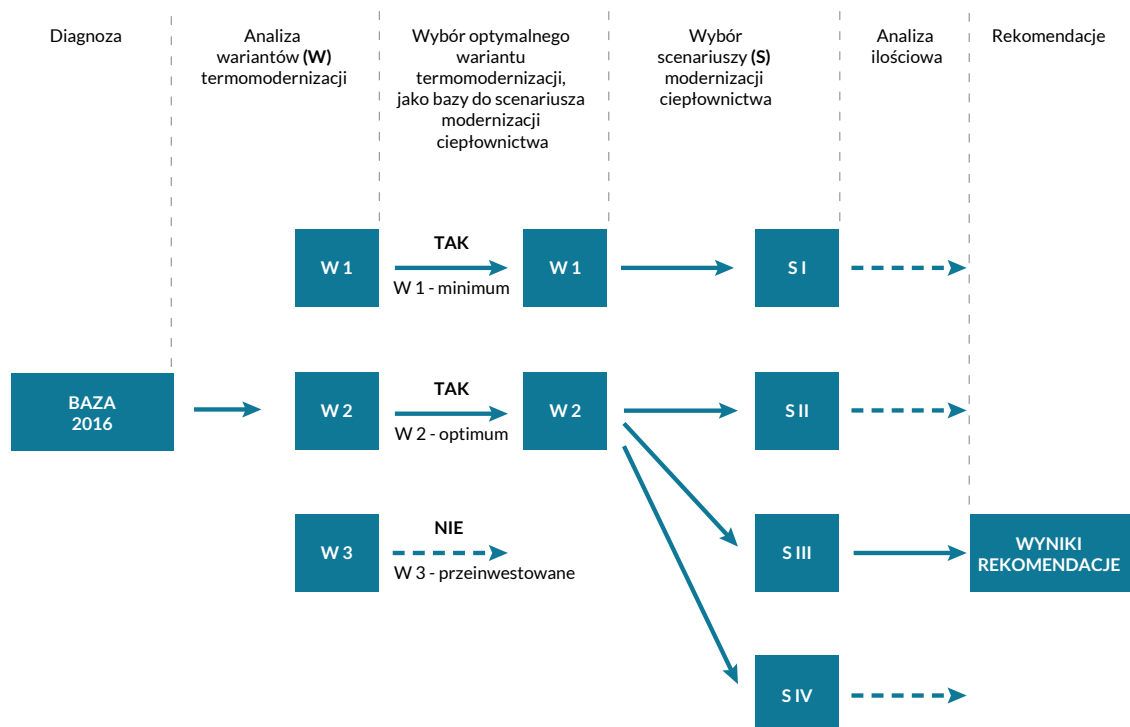 Diagnoza
Analiza
wariantów (W)
termomodernizacji
Wybór optymalnego
wariantu
termomodernizacji,
jako bazy do scenariusza
modernizacji
ciepłownictwa
Wybór
scenariuszy (S)
modernizacji
ciepłownictwa
Analiza
ilościowa
Rekomendacje
W 1
TAK
W 1 - minimum
W 1
S I
BAZA
2016
W 2
TAK
W 2 - optimum
W 2
S II
W 3
NIE
W 3 - przeinwestowane
S III
WYNIKI
REKOMENDACJE
S IV